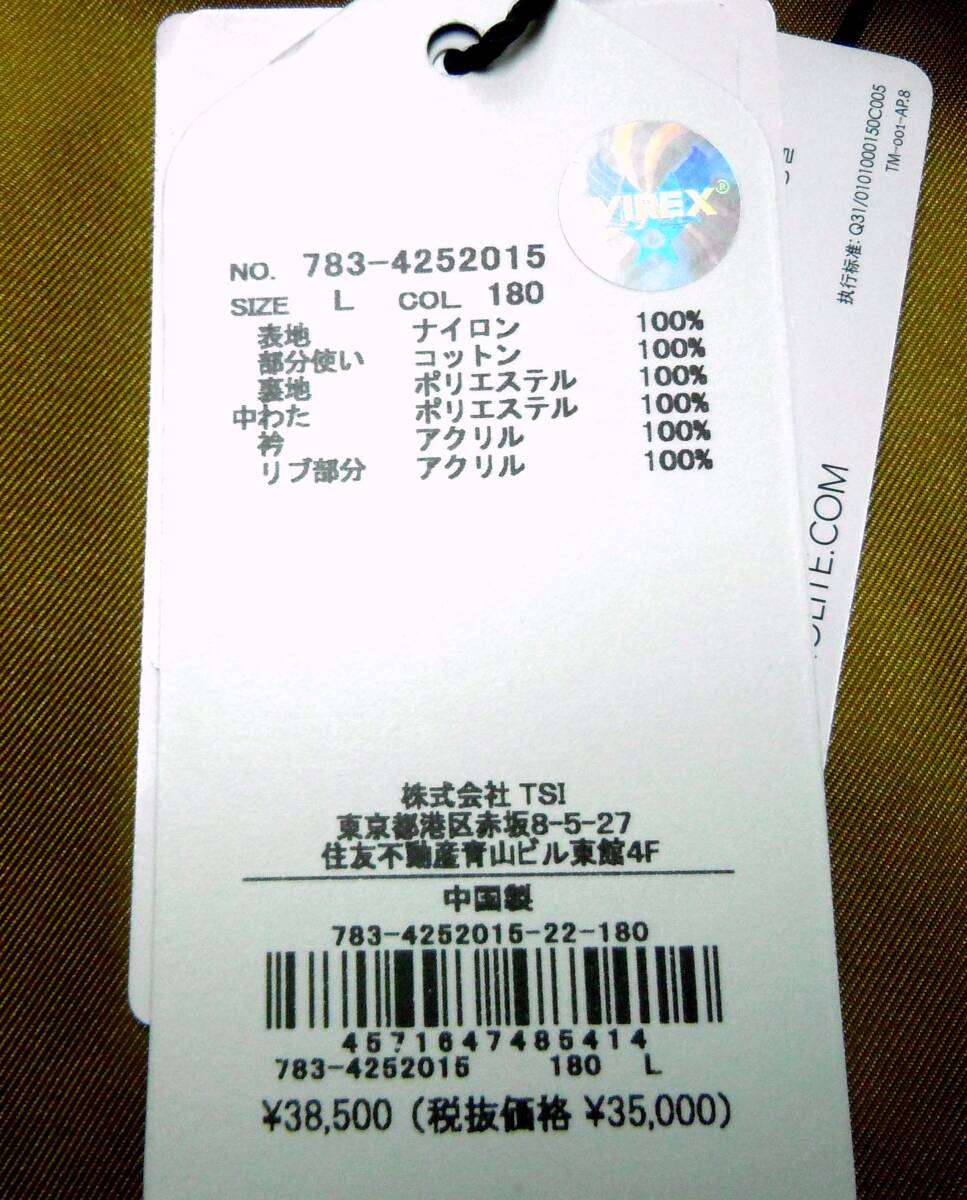 VIREX®
NO. 783-4252015
SIZE L COL 180
表地 ナイロン 100%
部分使い コットン 100%
裏地 ポリエステル 100%
中わた ポリエステル 100%
衿 アクリル 100%
リブ部分 アクリル 100%
株式会社 TSI
東京都港区赤坂8-5-27
住友不動産青山ビル東館4F
中国製
783-4252015-22-180
4571647485414
783-4252015 180 L
¥38,500 (税抜価格 ¥35,000)
执行标准: Q31/0101000150C005
TM-001-AP.8
OLITE.COM